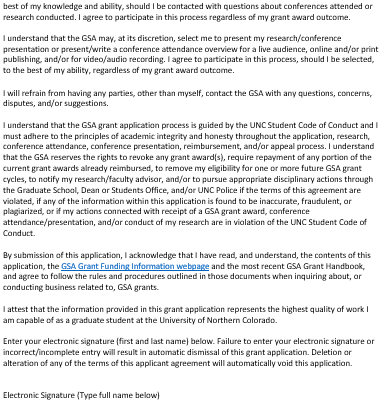 best of my knowledge and ability, should be contacted with questions about conferences attended or
research conducted. I agree to participate in this process regardless of my grant award outcome.
I understand that the GSA may, at its discretion, select me to present my research/conference
presentation or present/write a conference attendance overview for a live audience, online and/or print
publishing, and/or for video/audio recording. I agree to participate in this process, should I be selected,
to the best of my ability, regardless of my grant award outcome.
I will refrain from having any parties, other than myself, contact the GSA with any questions, concerns,
disputes, and/or suggestions.
I understand that the GSA grant application process is guided by the UNC Student Code of Conduct and I
must adhere to the principles of academic integrity and honesty throughout the application, research,
conference attendance, conference presentation, reimbursement, and/or appeal process. I understand
that the GSA reserves the rights to revoke any grant award(s), require repayment of any portion of the
current grant awards already reimbursed, to remove my eligibility for one or more future GSA grant
cycles, to notify my research/faculty advisor, and/or to pursue appropriate disciplinary actions through
the Graduate School, Dean or Students Office, and/or UNC Police if the terms of this agreement are
violated, if any of the information within this application is found to be inaccurate, fraudulent, or
plagiarized, or if my actions connected with receipt of a GSA grant award, conference
attendance/presentation, and/or conduct of my research are in violation of the UNC Student Code of
Conduct.
By submission of this application, I acknowledge that I have read, and understand, the contents of this
application, the GSA Grant Funding Information webpage and the most recent GSA Grant Handbook,
and agree to follow the rules and procedures outlined in those documents when inquiring about, or
conducting business related to, GSA grants.
I attest that the information provided in this grant application represents the highest quality of work I
am capable of as a graduate student at the University of Northern Colorado.
Enter your electronic signature (first and last name) below. Failure to enter your electronic signature or
incorrect/incomplete entry will result in automatic dismissal of this grant application. Deletion or
alteration of any of the terms of this applicant agreement will automatically void this application.
Electronic Signature (Type full name below)